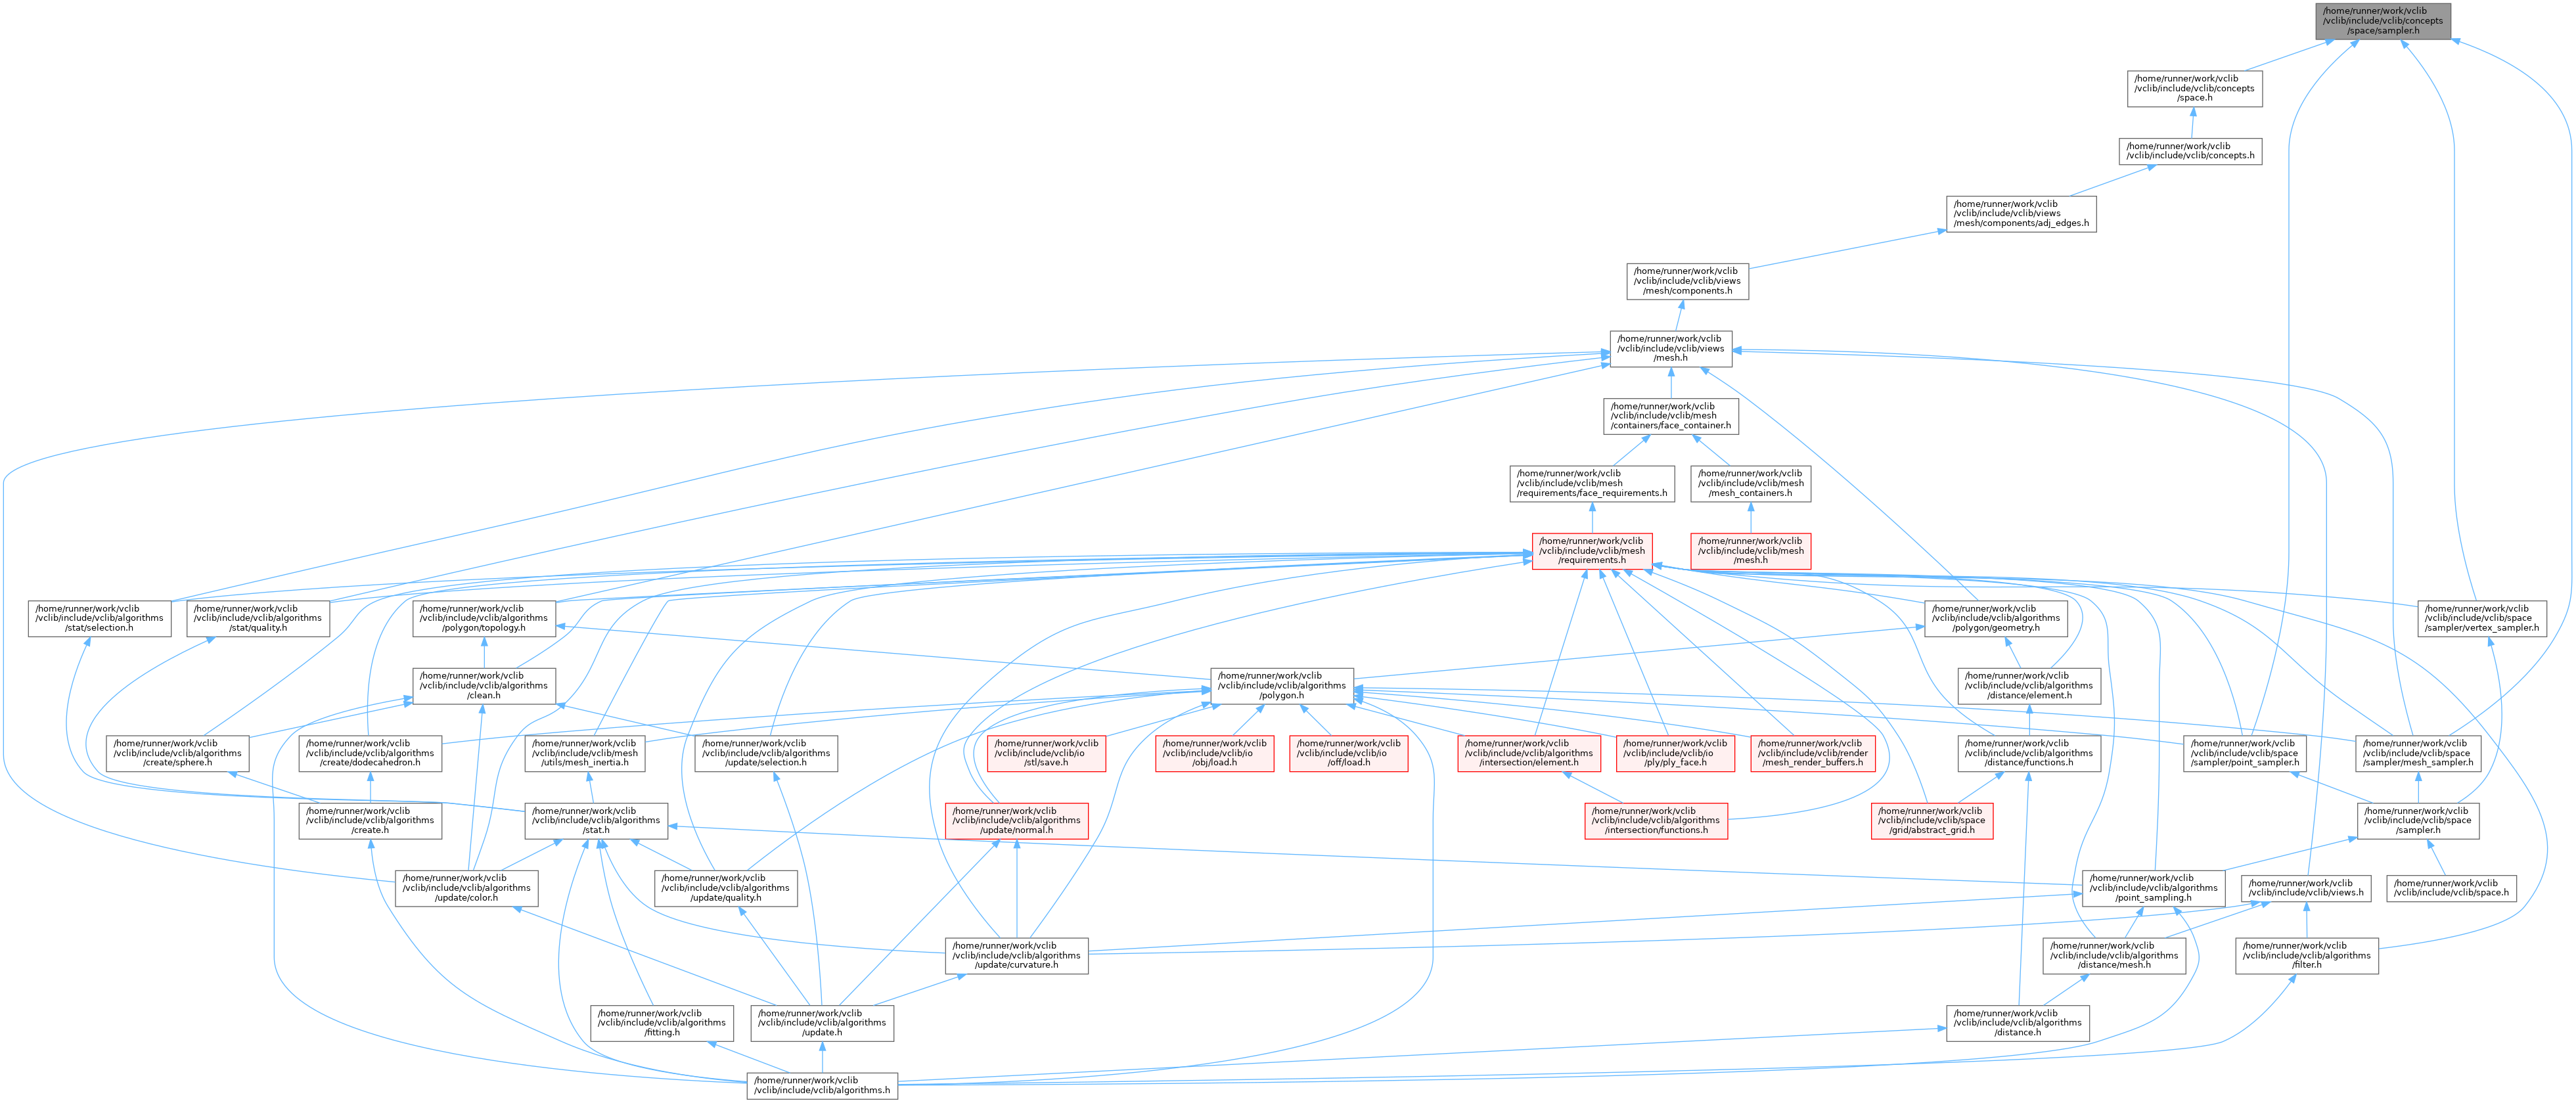 /home/runner/work/vclib
/vclib/include/vclib/concepts
/space/sampler.h
/home/runner/work/vclib
/vclib/include/vclib/concepts
/space.h
/home/runner/work/vclib
/vclib/include/vclib/concepts.h
/home/runner/work/vclib
/vclib/include/vclib/views
/mesh/components/adj_edges.h
/home/runner/work/vclib
/vclib/include/vclib/views
/mesh/components.h
/home/runner/work/vclib
/vclib/include/vclib/views
/mesh.h
/home/runner/work/vclib
/vclib/include/vclib/mesh
/containers/face_container.h
/home/runner/work/vclib
/vclib/include/vclib/mesh
/requirements/face_requirements.h
/home/runner/work/vclib
/vclib/include/vclib/mesh
/mesh_containers.h
/home/runner/work/vclib
/vclib/include/vclib/mesh
/requirements.h
/home/runner/work/vclib
/vclib/include/vclib/mesh
/mesh.h
/home/runner/work/vclib
/vclib/include/vclib/algorithms
/stat/selection.h
/home/runner/work/vclib
/vclib/include/vclib/algorithms
/stat/quality.h
/home/runner/work/vclib
/vclib/include/vclib/algorithms
/polygon/topology.h
/home/runner/work/vclib
/vclib/include/vclib/algorithms
/polygon/geometry.h
/home/runner/work/vclib
/vclib/include/vclib/space
/sampler/vertex_sampler.h
/home/runner/work/vclib
/vclib/include/vclib/algorithms
/clean.h
/home/runner/work/vclib
/vclib/include/vclib/algorithms
/polygon.h
/home/runner/work/vclib
/vclib/include/vclib/algorithms
/distance/element.h
/home/runner/work/vclib
/vclib/include/vclib/algorithms
/create/sphere.h
/home/runner/work/vclib
/vclib/include/vclib/algorithms
/create/dodecahedron.h
/home/runner/work/vclib
/vclib/include/vclib/mesh
/utils/mesh_inertia.h
/home/runner/work/vclib
/vclib/include/vclib/algorithms
/update/selection.h
/home/runner/work/vclib
/vclib/include/vclib/io
/stl/save.h
/home/runner/work/vclib
/vclib/include/vclib/io
/obj/load.h
/home/runner/work/vclib
/vclib/include/vclib/io
/off/load.h
/home/runner/work/vclib
/vclib/include/vclib/algorithms
/intersection/element.h
/home/runner/work/vclib
/vclib/include/vclib/io
/ply/ply_face.h
/home/runner/work/vclib
/vclib/include/vclib/render
/mesh_render_buffers.h
/home/runner/work/vclib
/vclib/include/vclib/algorithms
/distance/functions.h
/home/runner/work/vclib
/vclib/include/vclib/space
/sampler/point_sampler.h
/home/runner/work/vclib
/vclib/include/vclib/space
/sampler/mesh_sampler.h
/home/runner/work/vclib
/vclib/include/vclib/algorithms
/create.h
/home/runner/work/vclib
/vclib/include/vclib/algorithms
/stat.h
/home/runner/work/vclib
/vclib/include/vclib/algorithms
/update/normal.h
/home/runner/work/vclib
/vclib/include/vclib/algorithms
/intersection/functions.h
/home/runner/work/vclib
/vclib/include/vclib/space
/grid/abstract_grid.h
/home/runner/work/vclib
/vclib/include/vclib/space
/sampler.h
/home/runner/work/vclib
/vclib/include/vclib/algorithms
/update/color.h
/home/runner/work/vclib
/vclib/include/vclib/algorithms
/update/quality.h
/home/runner/work/vclib
/vclib/include/vclib/algorithms
/point_sampling.h
/home/runner/work/vclib
/vclib/include/vclib/views.h
/home/runner/work/vclib
/vclib/include/vclib/space.h
/home/runner/work/vclib
/vclib/include/vclib/algorithms
/update/curvature.h
/home/runner/work/vclib
/vclib/include/vclib/algorithms
/distance/mesh.h
/home/runner/work/vclib
/vclib/include/vclib/algorithms
/filter.h
/home/runner/work/vclib
/vclib/include/vclib/algorithms
/fitting.h
/home/runner/work/vclib
/vclib/include/vclib/algorithms
/update.h
/home/runner/work/vclib
/vclib/include/vclib/algorithms
/distance.h
/home/runner/work/vclib
/vclib/include/vclib/algorithms.h